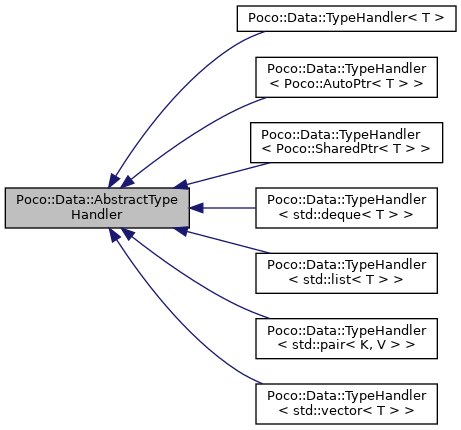 Poco::Data::TypeHandler< T >
Poco::Data::TypeHandler
< Poco::AutoPtr< T > >
Poco::Data::TypeHandler
< Poco::SharedPtr< T > >
Poco::Data::AbstractType
Handler
Poco::Data::TypeHandler
< std::deque< T > >
Poco::Data::TypeHandler
< std::list< T > >
Poco::Data::TypeHandler
< std::pair< K, V > >
Poco::Data::TypeHandler
< std::vector< T > >